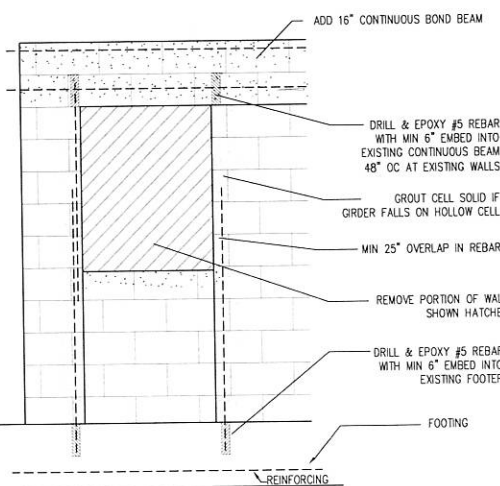 ADD 16" CONTINUOUS BOND BEAM
DRILL & EPOXY #5 REBAR
WITH MIN 6" EMBED INTO
EXISTING CONTINUOUS BEAM
48" OC AT EXISTING WALLS
GROUT CELL SOLID IF
GIRDER FALLS ON HOLLOW CELL
MIN 25" OVERLAP IN REBAR
REMOVE PORTION OF WAL
SHOWN HATCHE
DRILL & EPOXY #5 REBAR
WITH MIN 6" EMBED INTO
EXISTING FOOTER
FOOTING
REINFORCING